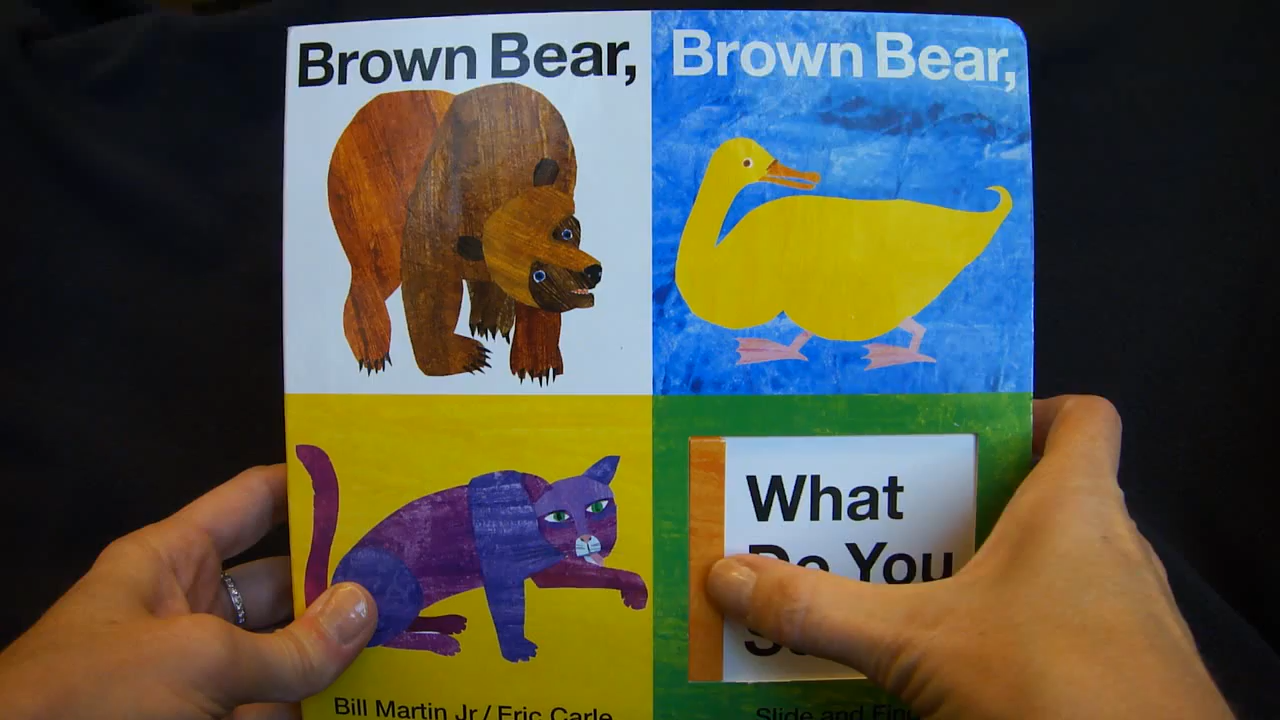 Brown Bear,
Brown Bear,
What
Do You
Bill Martin Jr / Eric Carle
Slide and Find